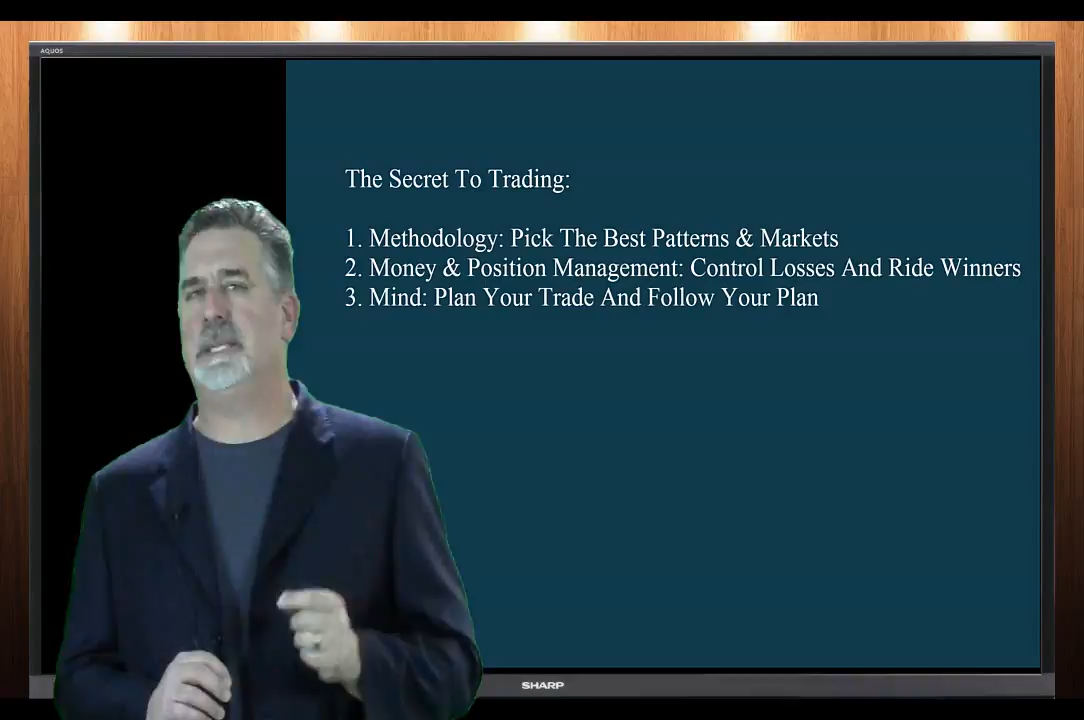 AQUOS
The Secret To Trading:
1. Methodology: Pick The Best Patterns & Markets
2. Money & Position Management: Control Losses And Ride Winners
3. Mind: Plan Your Trade And Follow Your Plan
SHARP